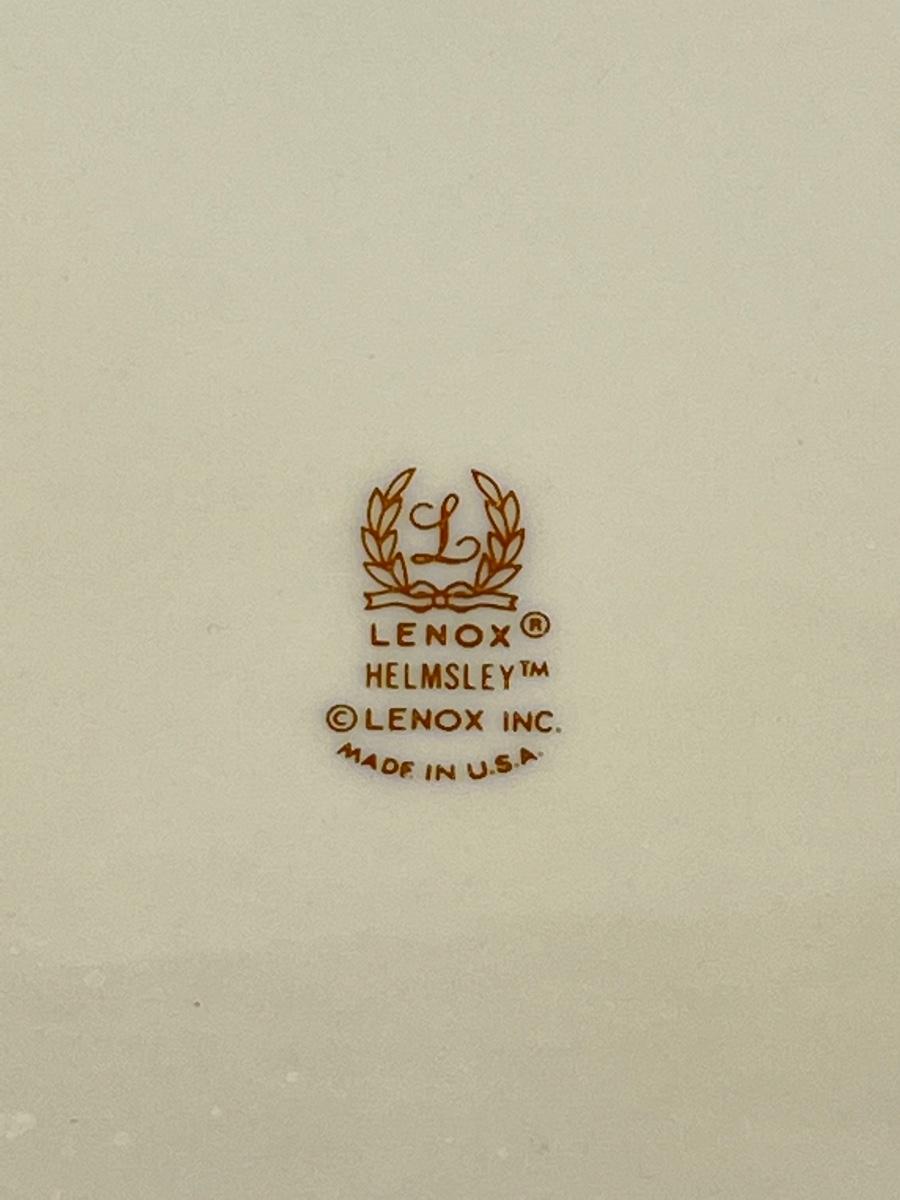 L
LENOX®
HELMSLEY™
© LENOX INC.
MADE IN U.S.A.